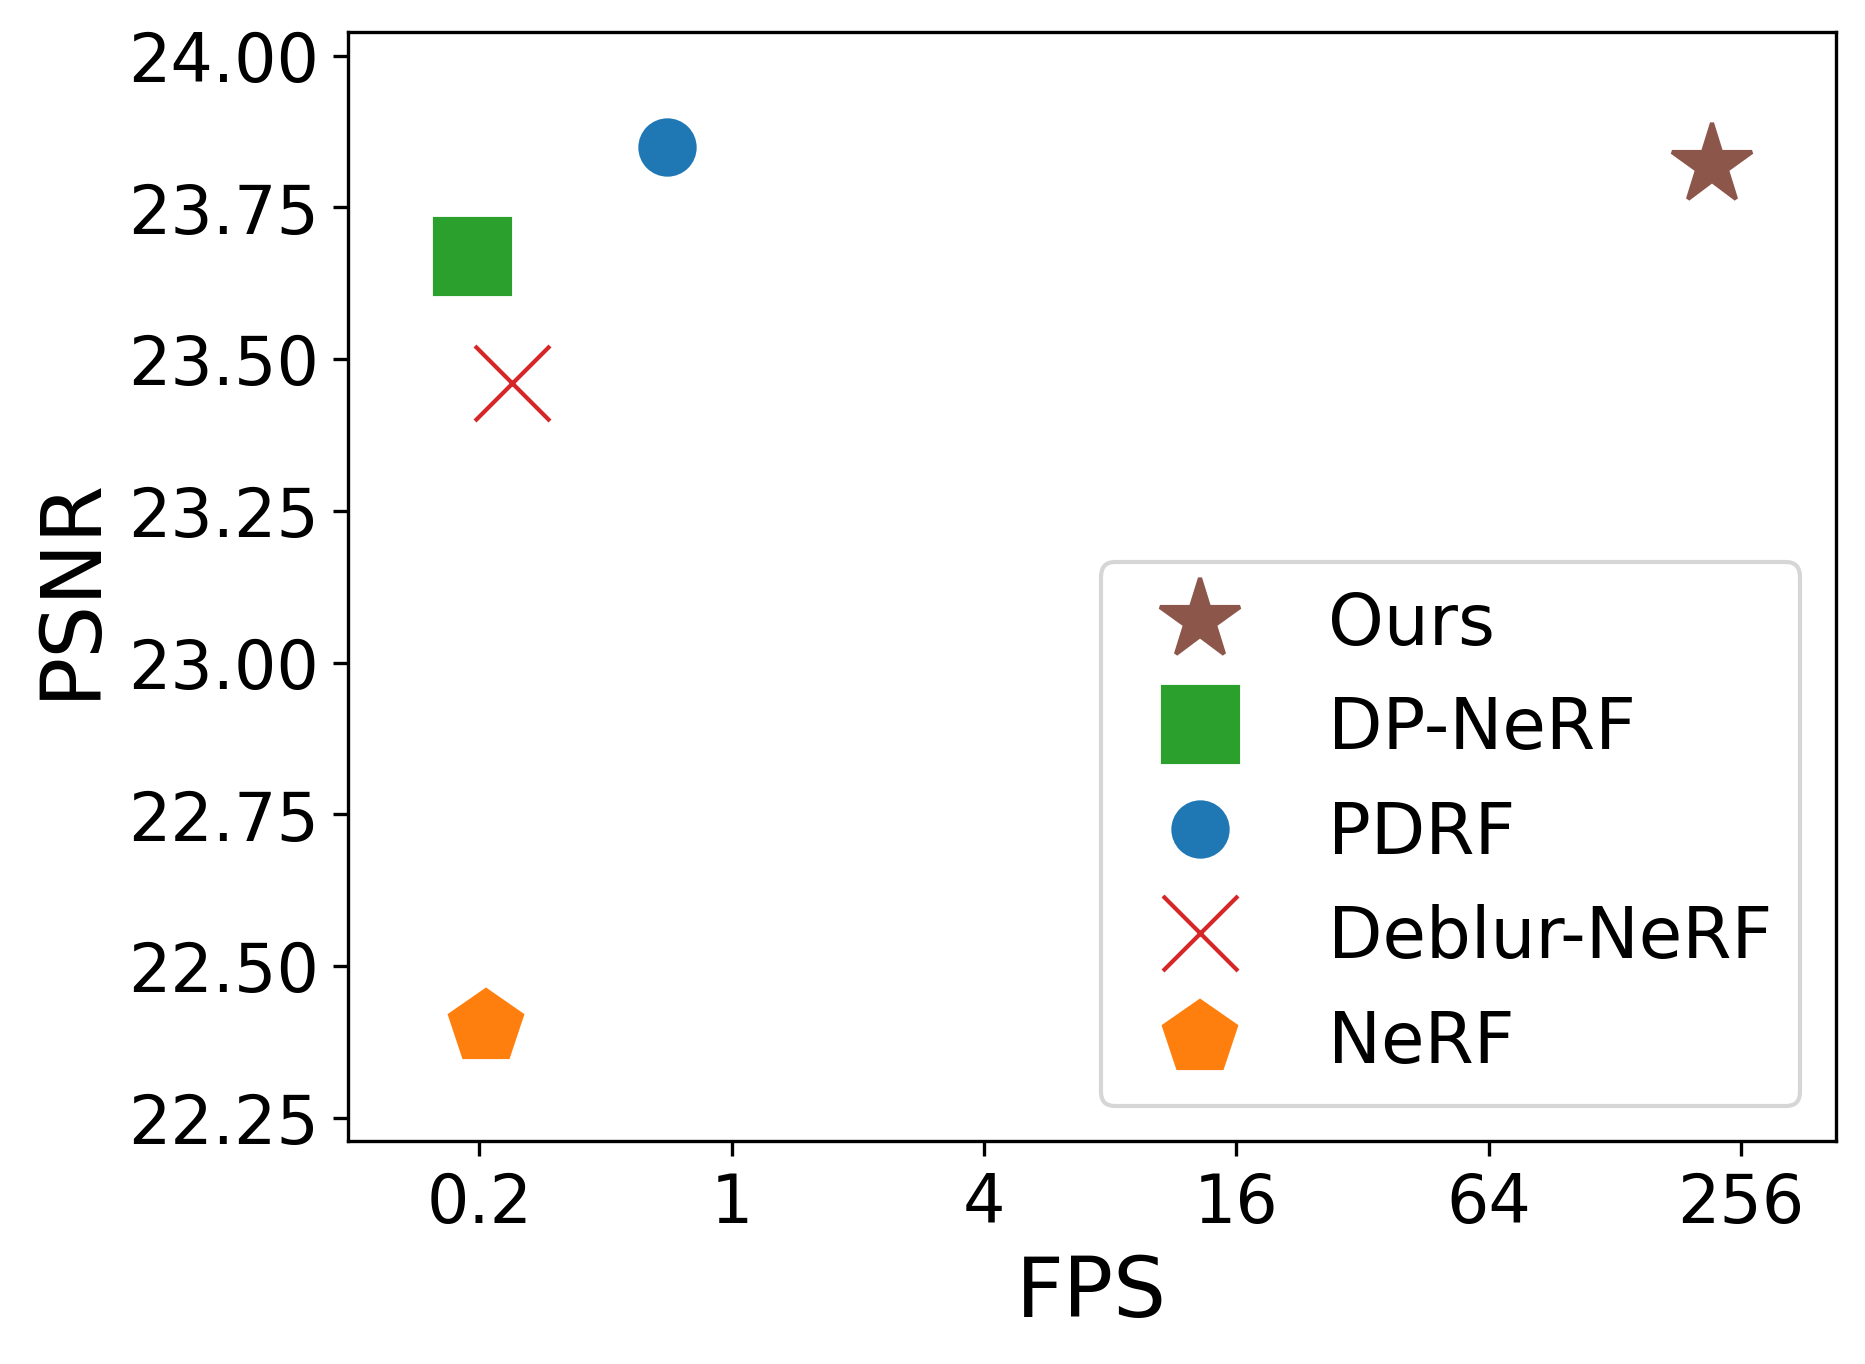 24.00
23.75
23.50
23.25
23.00
22.75
22.50
22.25
PSNR
0.2 1 4 16 64 256
FPS
Ours
DP-NeRF
PDRF
Deblur-NeRF
NeRF